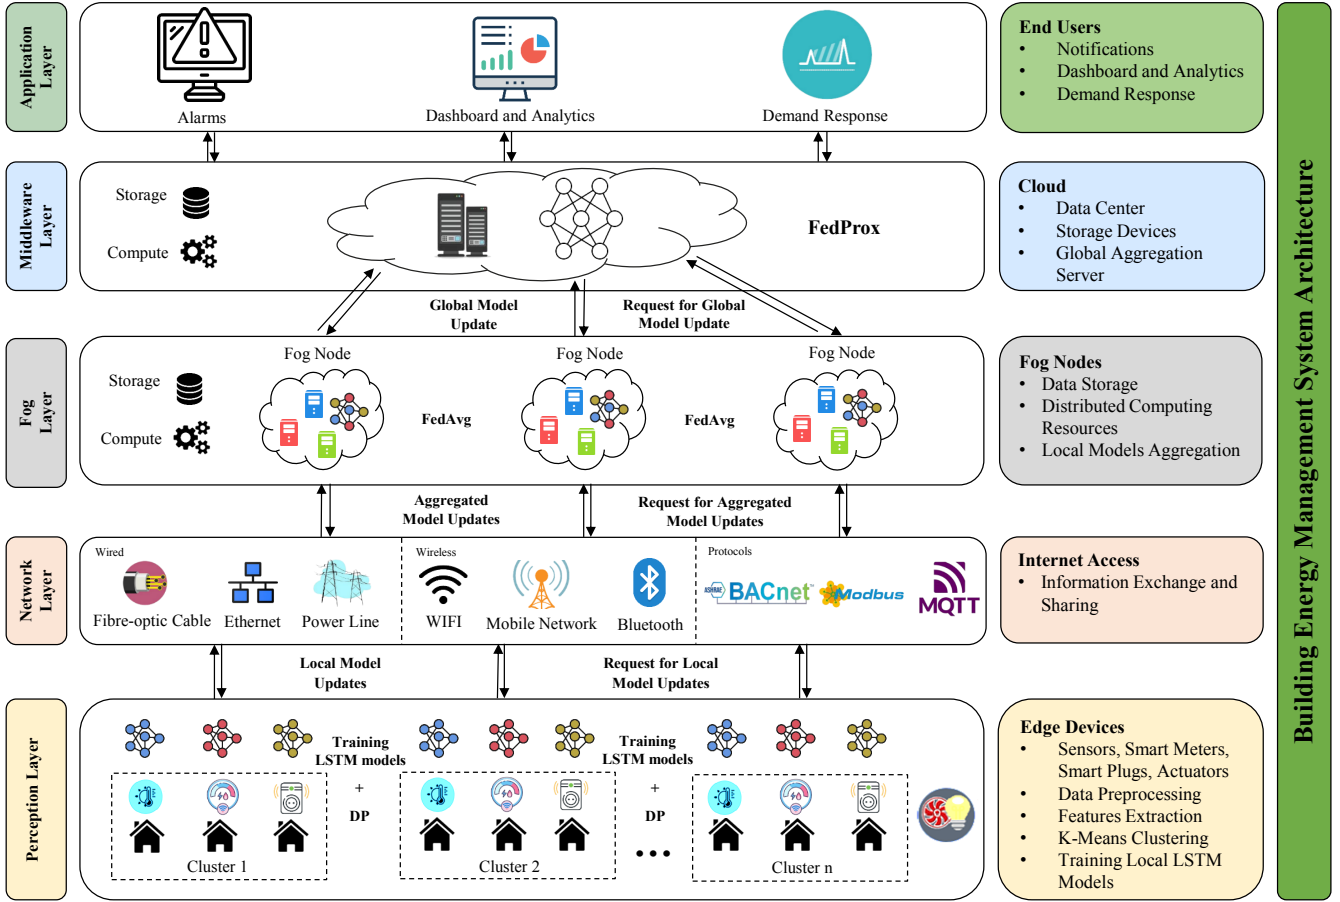 Application
Layer
Alarms
Dashboard and Analytics
Demand Response
End Users
• Notifications
• Dashboard and Analytics
• Demand Response
Middleware
Layer
Storage
Compute
FedProx
Cloud
• Data Center
• Storage Devices
• Global Aggregation
Server
Global Model
Update
Request for Global
Model Update
Fog
Layer
Storage
Compute
Fog Node
FedAvg
Fog Node
FedAvg
Fog Node
Fog Nodes
• Data Storage
• Distributed Computing
Resources
• Local Models Aggregation
Aggregated
Model Updates
Request for Aggregated
Model Updates
Network
Layer
Wired
Fibre-optic Cable
Ethernet
Power Line
Wireless
WIFI
Mobile Network
Bluetooth
Protocols
ASHRAE BACnet™
Modbus
MQTT
Internet Access
• Information Exchange and
Sharing
Local Model
Updates
Request for Local
Model Updates
Perception Layer
Training
LSTM models
+
DP
Training
LSTM models
+
DP
Cluster 1
Cluster 2
Cluster n
Edge Devices
• Sensors, Smart Meters,
Smart Plugs, Actuators
• Data Preprocessing
• Features Extraction
• K-Means Clustering
• Training Local LSTM
Models
Building Energy Management System Architecture